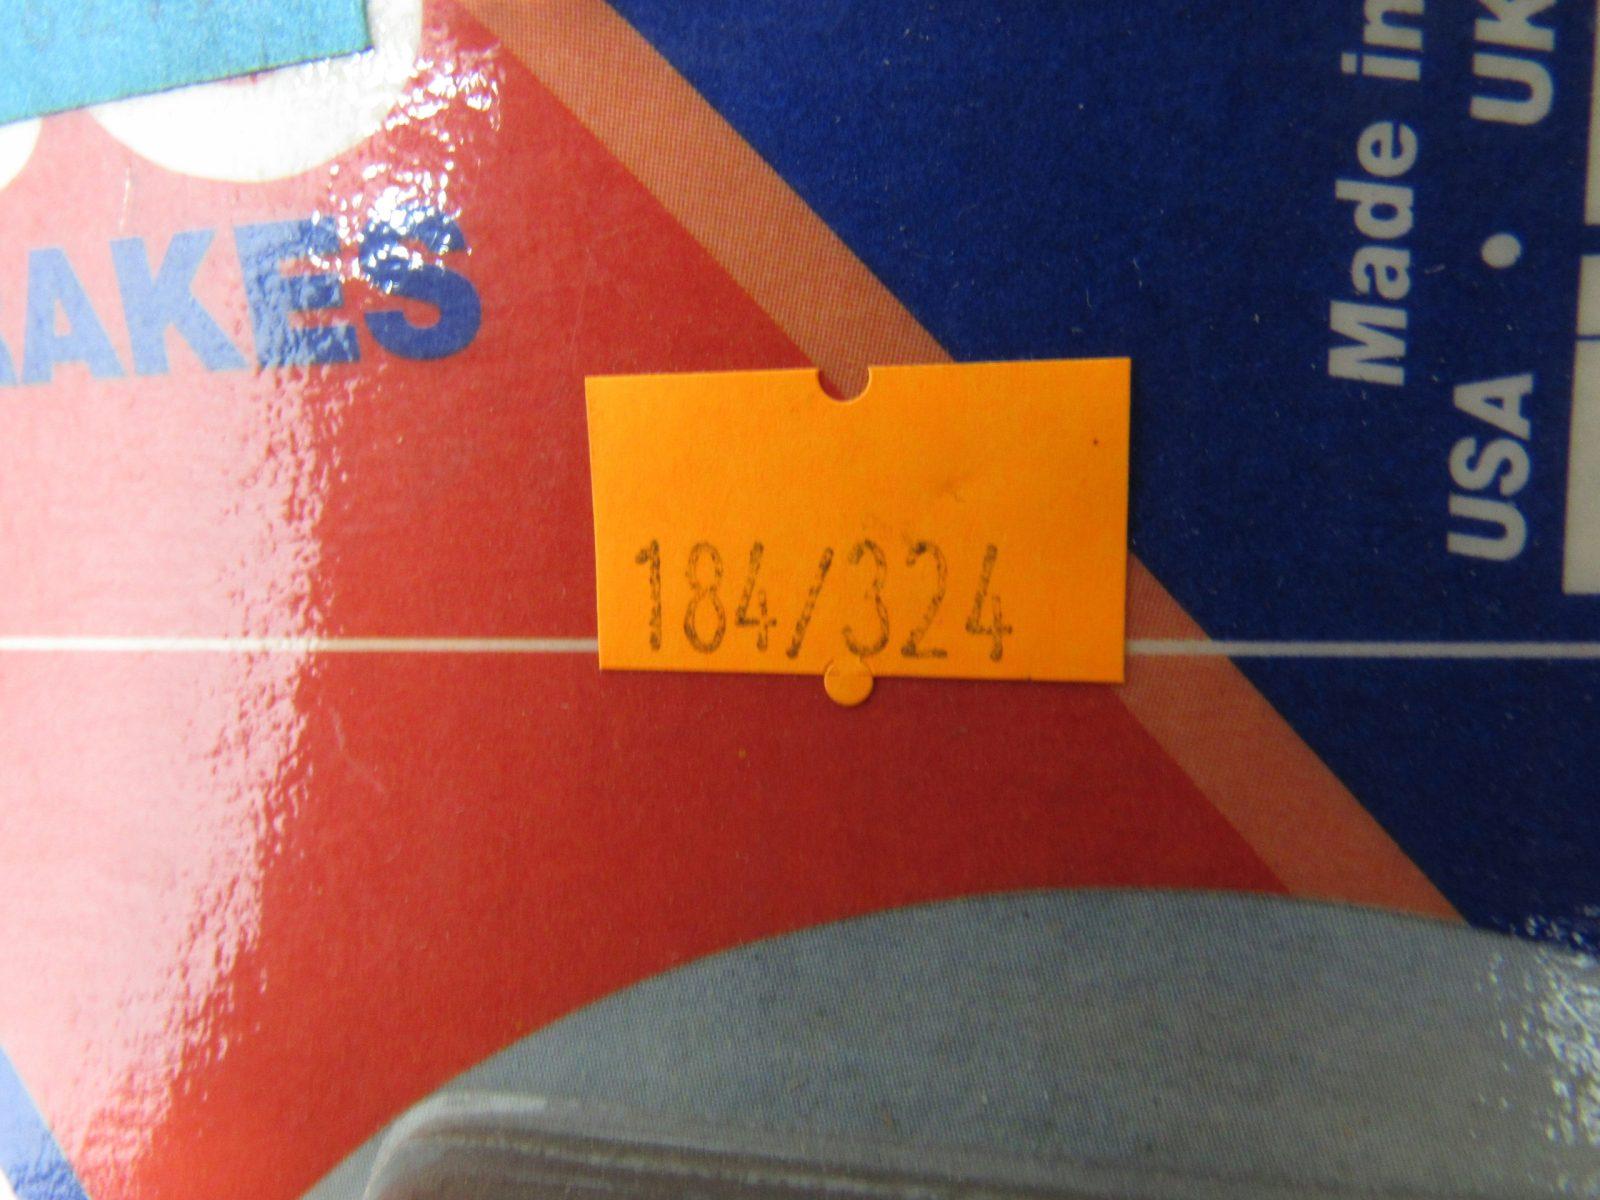 AKES
184/324
Made in
USA • UK